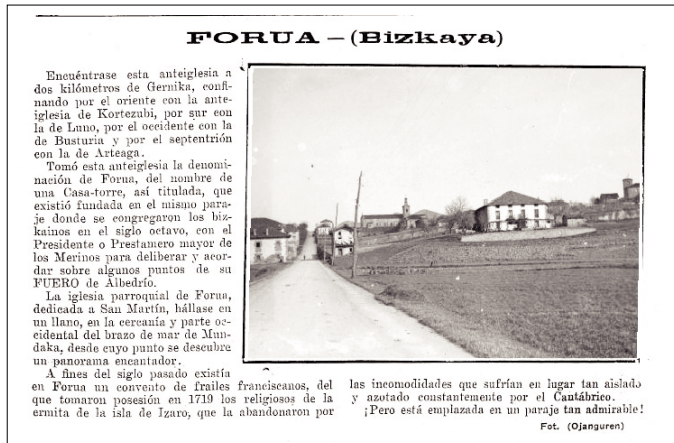 FORUA – (Bizkaya)
Encuéntrase esta anteiglesia a
dos kilómetros de Gernika, confi-
nando por el oriente con la ante-
iglesia de Kortezubi, por sur con
la de Luno, por el occidente con la
de Busturia y por el septentrión
con la de Arteaga.
Tomó esta anteiglesia la denomi-
nación de Forua, del nombre de
una Casa-torre, así titulada, que
existió fundada en el mismo para-
je donde se congregaron los biz-
kainos en el siglo octavo, con el
Presidente o Prestamero mayor de
los Merinos para deliberar y acor-
dar sobre algunos puntos de su
FUERO de Albedrío.
La iglesia parroquial de Forua,
dedicada a San Martín, hállase en
un llano, en la cercanía y parte oc-
cidental del brazo de mar de Mun-
daka, desde cuyo punto se descubre
un panorama encantador.
A fines del siglo pasado existía
en Forua un convento de frailes franciscanos, del
que tomaron posesión en 1719 los religiosos de la
ermita de la isla de Izaro, que la abandonaron por
las incomodidades que sufrían en lugar tan aislado
y azotado constantemente por el Cantábrico.
¡Pero está emplazada en un paraje tan admirable!
Fot. (Ojanguren)